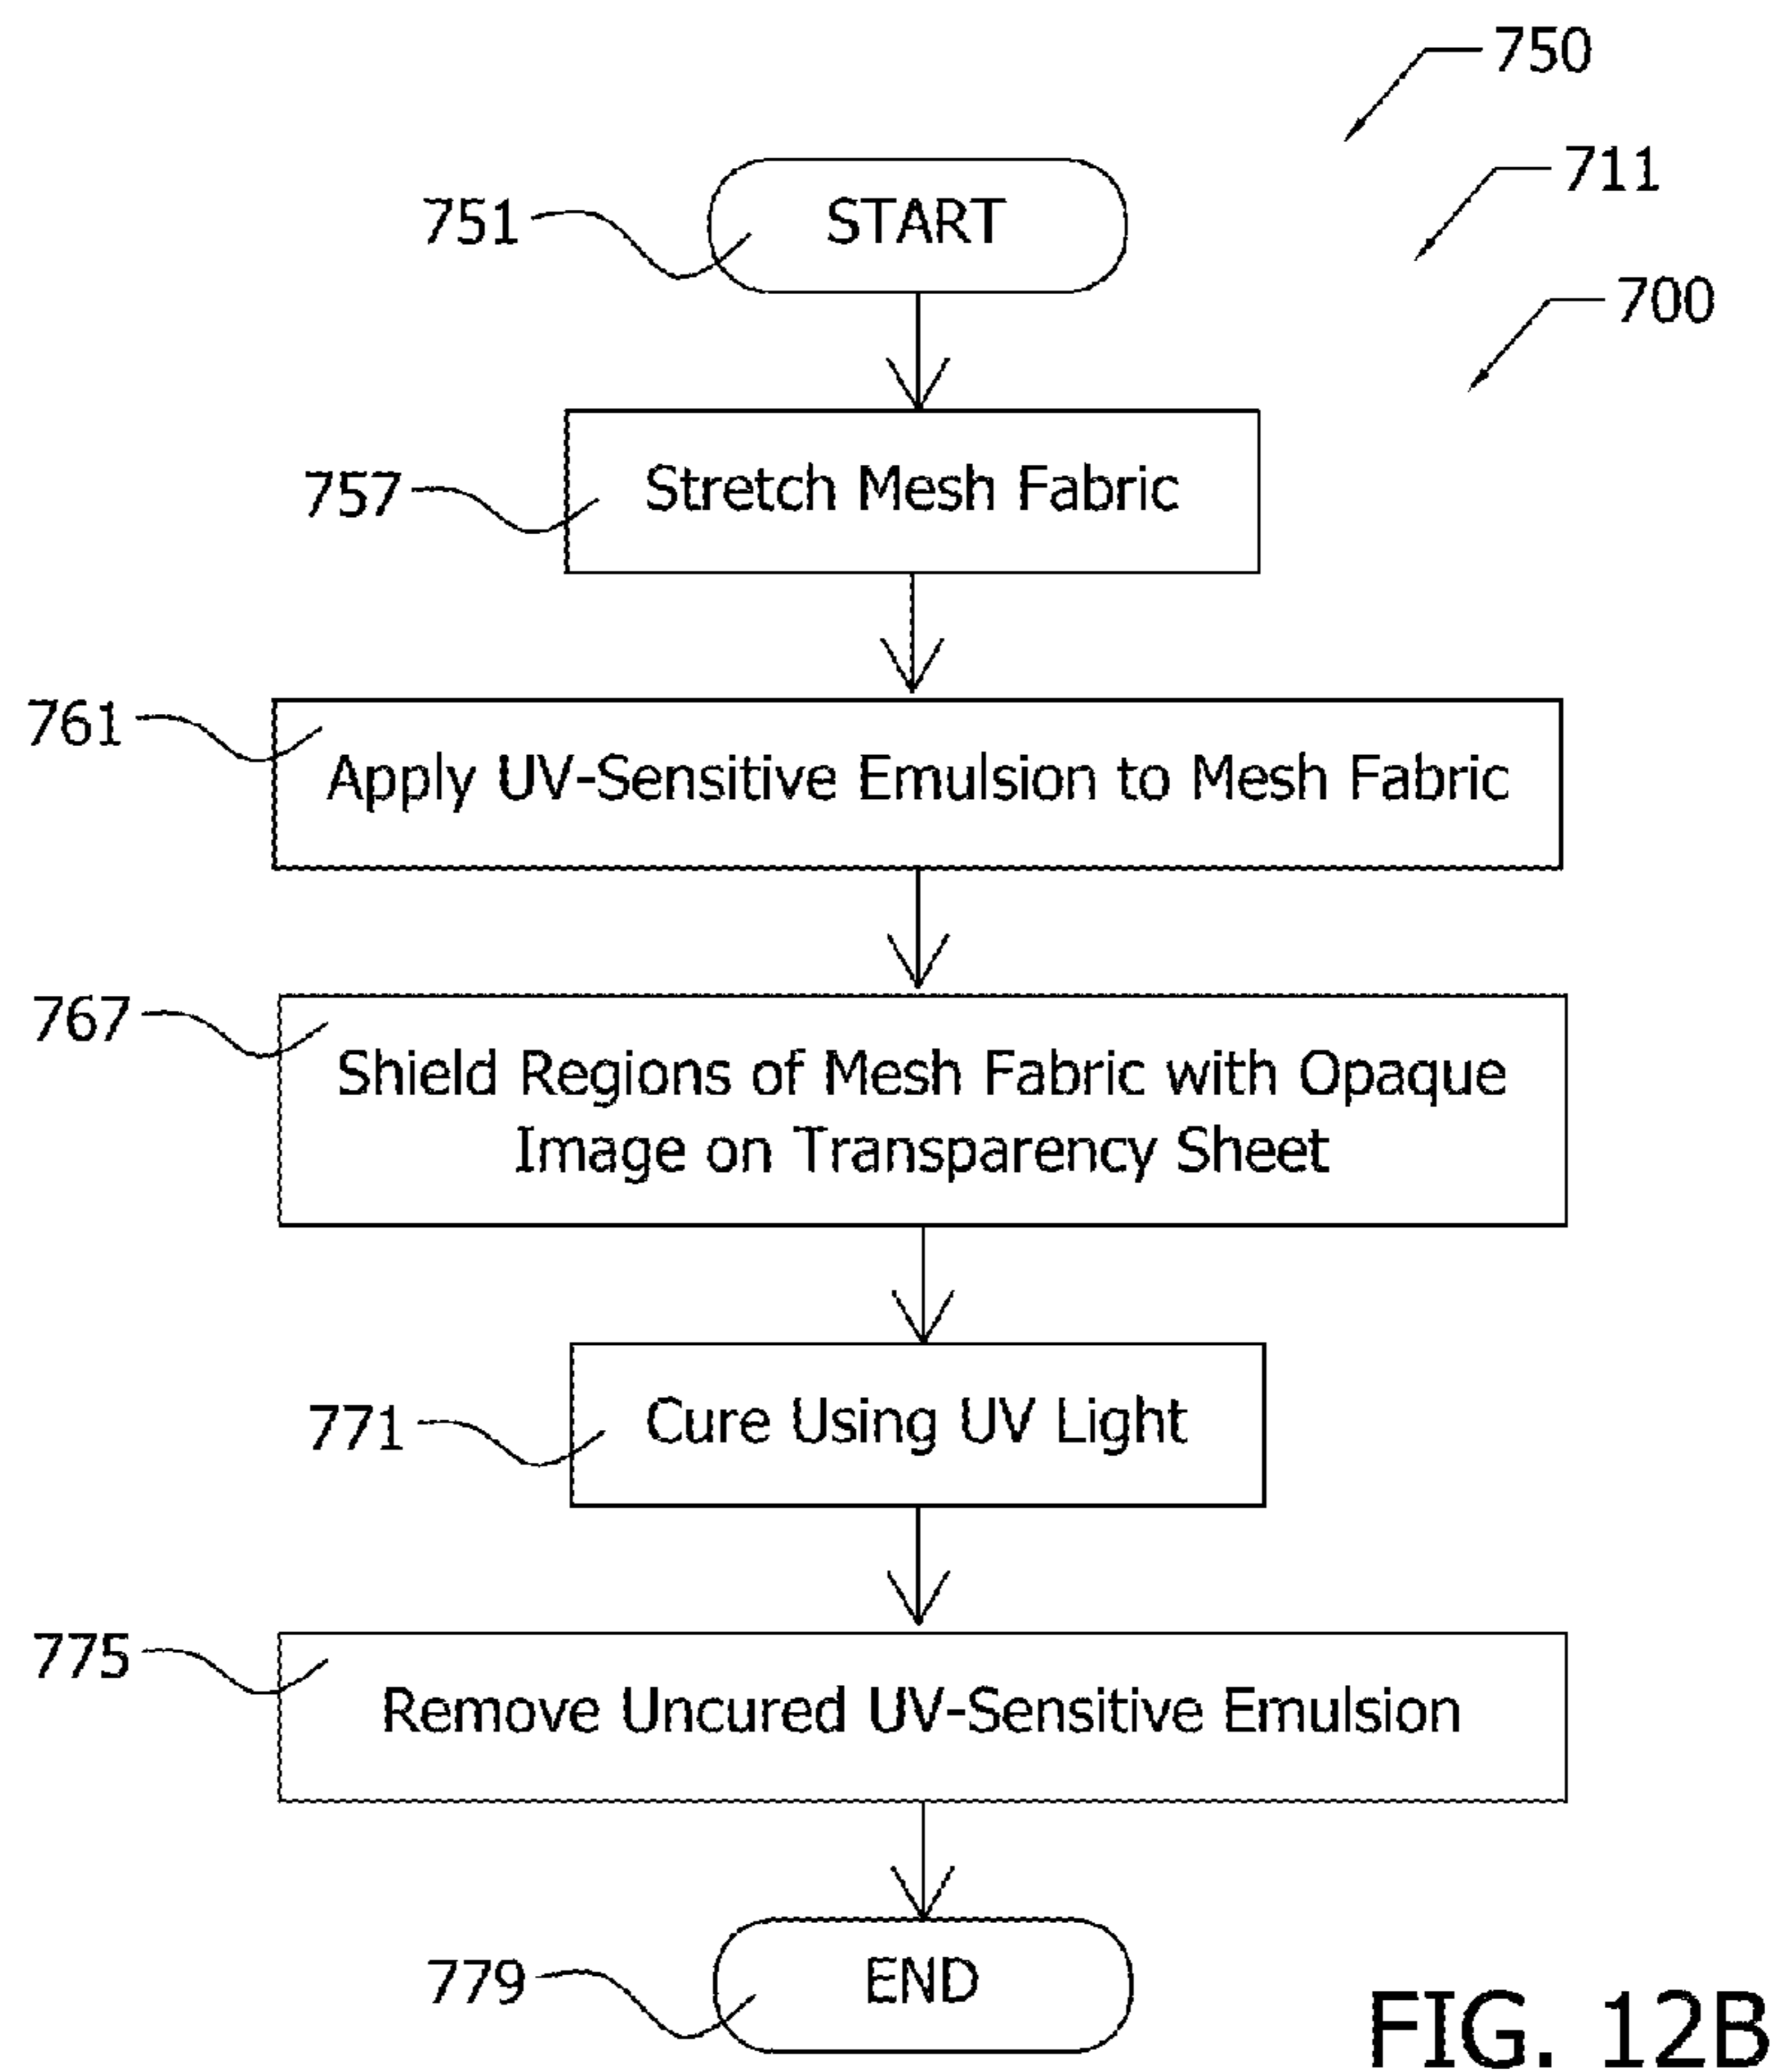 750
711
751
START
700
757
Stretch Mesh Fabric
761
Apply UV-Sensitive Emulsion to Mesh Fabric
767
Shield Regions of Mesh Fabric with Opaque
Image on Transparency Sheet
771
Cure Using UV Light
775
Remove Uncured UV-Sensitive Emulsion
779
END
FIG. 12B